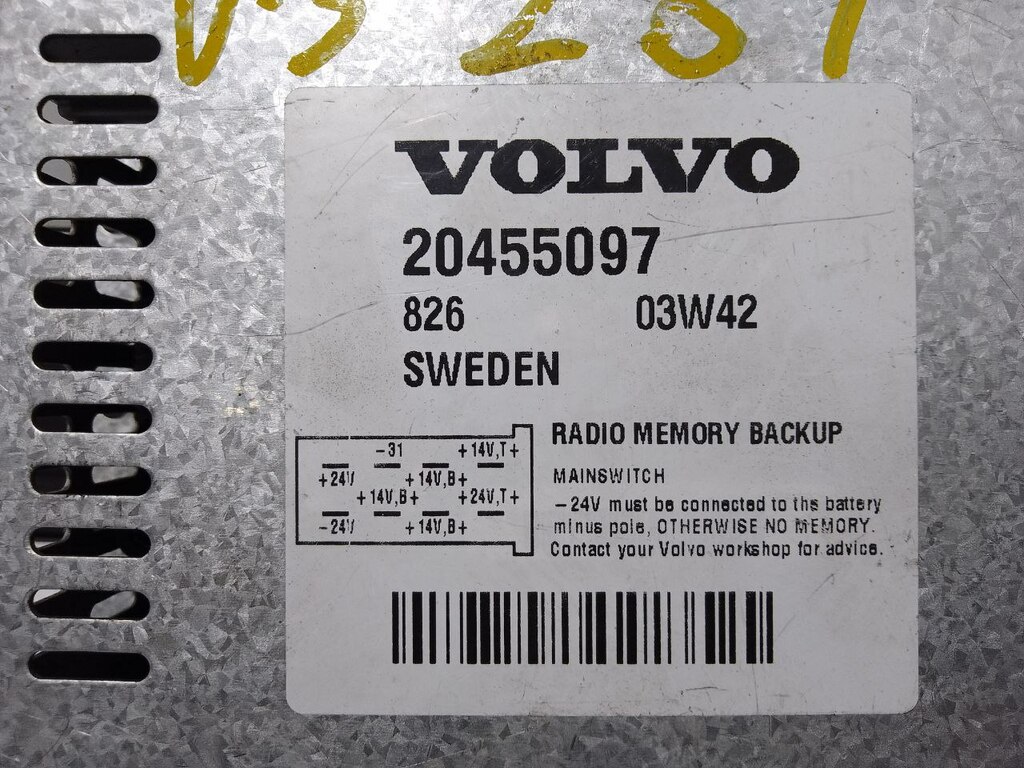 VOLVO
20455097
826 03W42
SWEDEN
RADIO MEMORY BACKUP
MAINSWITCH
-24V must be connected to the battery
minus pole, OTHERWISE NO MEMORY.
Contact your Volvo workshop for advice.
-31 +14V,T+
+24V +14V,B+
+14V,B+ +24V,T+
-24V +14V,B+